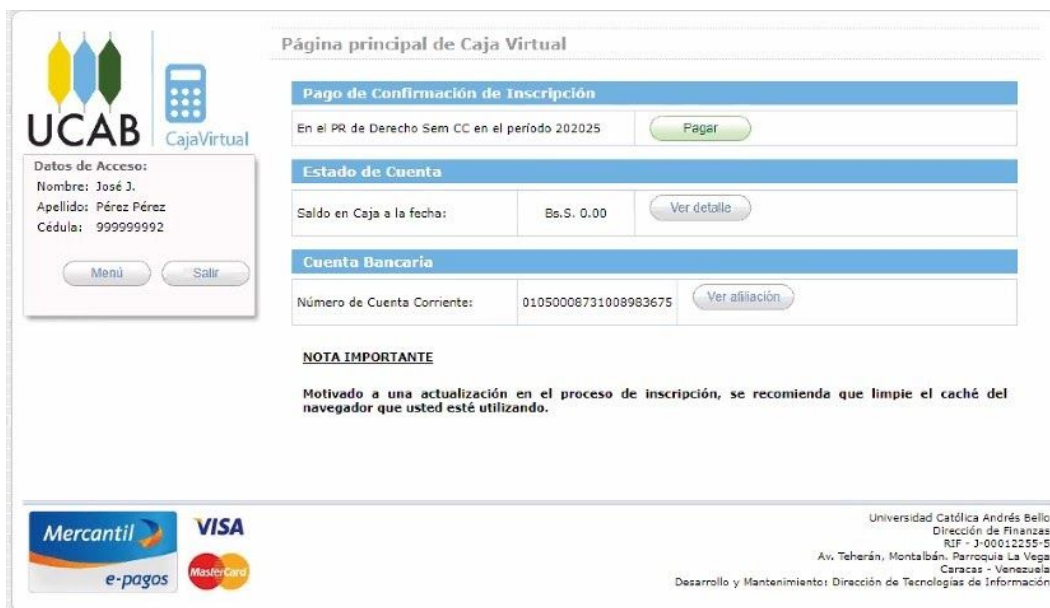 UCAB
CajaVirtual
Datos de Acceso:
Nombre: José J.
Apellido: Pérez Pérez
Cédula: 999999992
Menú Salir
Página principal de Caja Virtual
Pago de Confirmación de Inscripción
En el PR de Derecho Sem CC en el período 202025 Pagar
Estado de Cuenta
Saldo en Caja a la fecha: Bs.S. 0.00 Ver detalle
Cuenta Bancaria
Número de Cuenta Corriente: 01050008731008983675 Ver afiliación
NOTA IMPORTANTE
Motivado a una actualización en el proceso de inscripción, se recomienda que limpie el caché del
navegador que usted esté utilizando.
Mercantil
e-pagos
VISA
MasterCard
Universidad Católica Andrés Bello
Dirección de Finanzas
RIF - J-00012255-5
Av. Teherán, Montalbán. Parroquia La Vega
Caracas - Venezuela
Desarrollo y Mantenimiento: Dirección de Tecnologías de Información